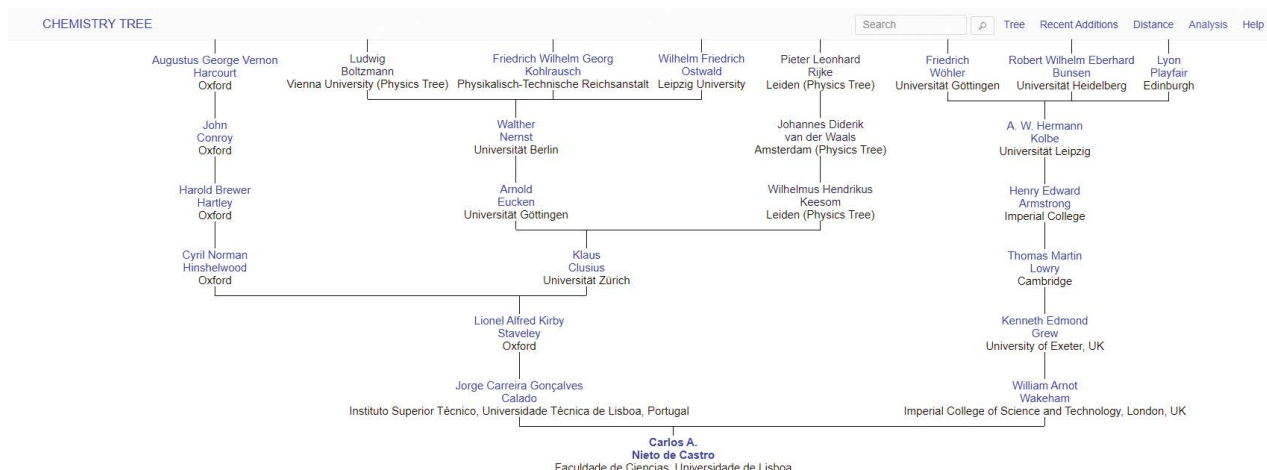 CHEMISTRY TREE
Search
Tree Recent Additions Distance Analysis Help
Augustus George Vernon
Harcourt
Oxford
Ludwig
Boltzmann
Vienna University (Physics Tree)
Friedrich Wilhelm Georg
Kohlrausch
Physikalisch-Technische Reichsanstalt
Wilhelm Friedrich
Ostwald
Leipzig University
Pieter Leonhard
Rijke
Leiden (Physics Tree)
Friedrich
Wöhler
Universität Göttingen
Robert Wilhelm Eberhard
Bunsen
Universität Heidelberg
Lyon
Playfair
Edinburgh
John
Conroy
Oxford
Walther
Nernst
Universität Berlin
Johannes Diderik
van der Waals
Amsterdam (Physics Tree)
A. W. Hermann
Kolbe
Universität Leipzig
Harold Brewer
Hartley
Oxford
Arnold
Eucken
Universität Göttingen
Wilhelmus Hendrikus
Keesom
Leiden (Physics Tree)
Henry Edward
Armstrong
Imperial College
Cyril Norman
Hinshelwood
Oxford
Klaus
Clusius
Universität Zürich
Thomas Martin
Lowry
Cambridge
Lionel Alfred Kirby
Staveley
Oxford
Kenneth Edmond
Grew
University of Exeter, UK
Jorge Carreira Gonçalves
Calado
Instituto Superior Técnico, Universidade Técnica de Lisboa, Portugal
William Arnot
Wakeham
Imperial College of Science and Technology, London, UK
Carlos A.
Nieto de Castro
Faculdade de Ciencias, Universidade de Lisboa